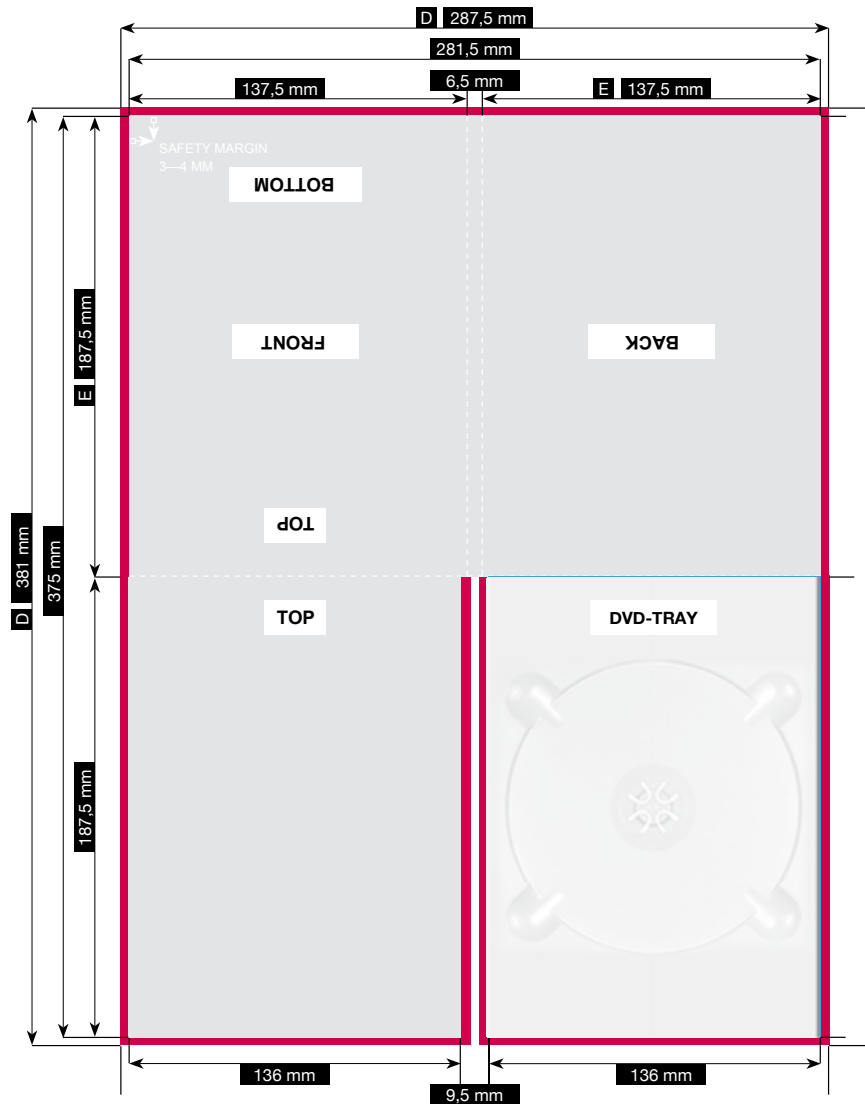 D 287,5 mm
281,5 mm
137,5 mm
6,5 mm
E 137,5 mm
SAFETY MARGIN
3—4 MM
BOTTOM
E 187,5 mm
FRONT
BACK
D 381 mm
375 mm
TOP
TOP
DVD-TRAY
187,5 mm
136 mm
136 mm
9,5 mm